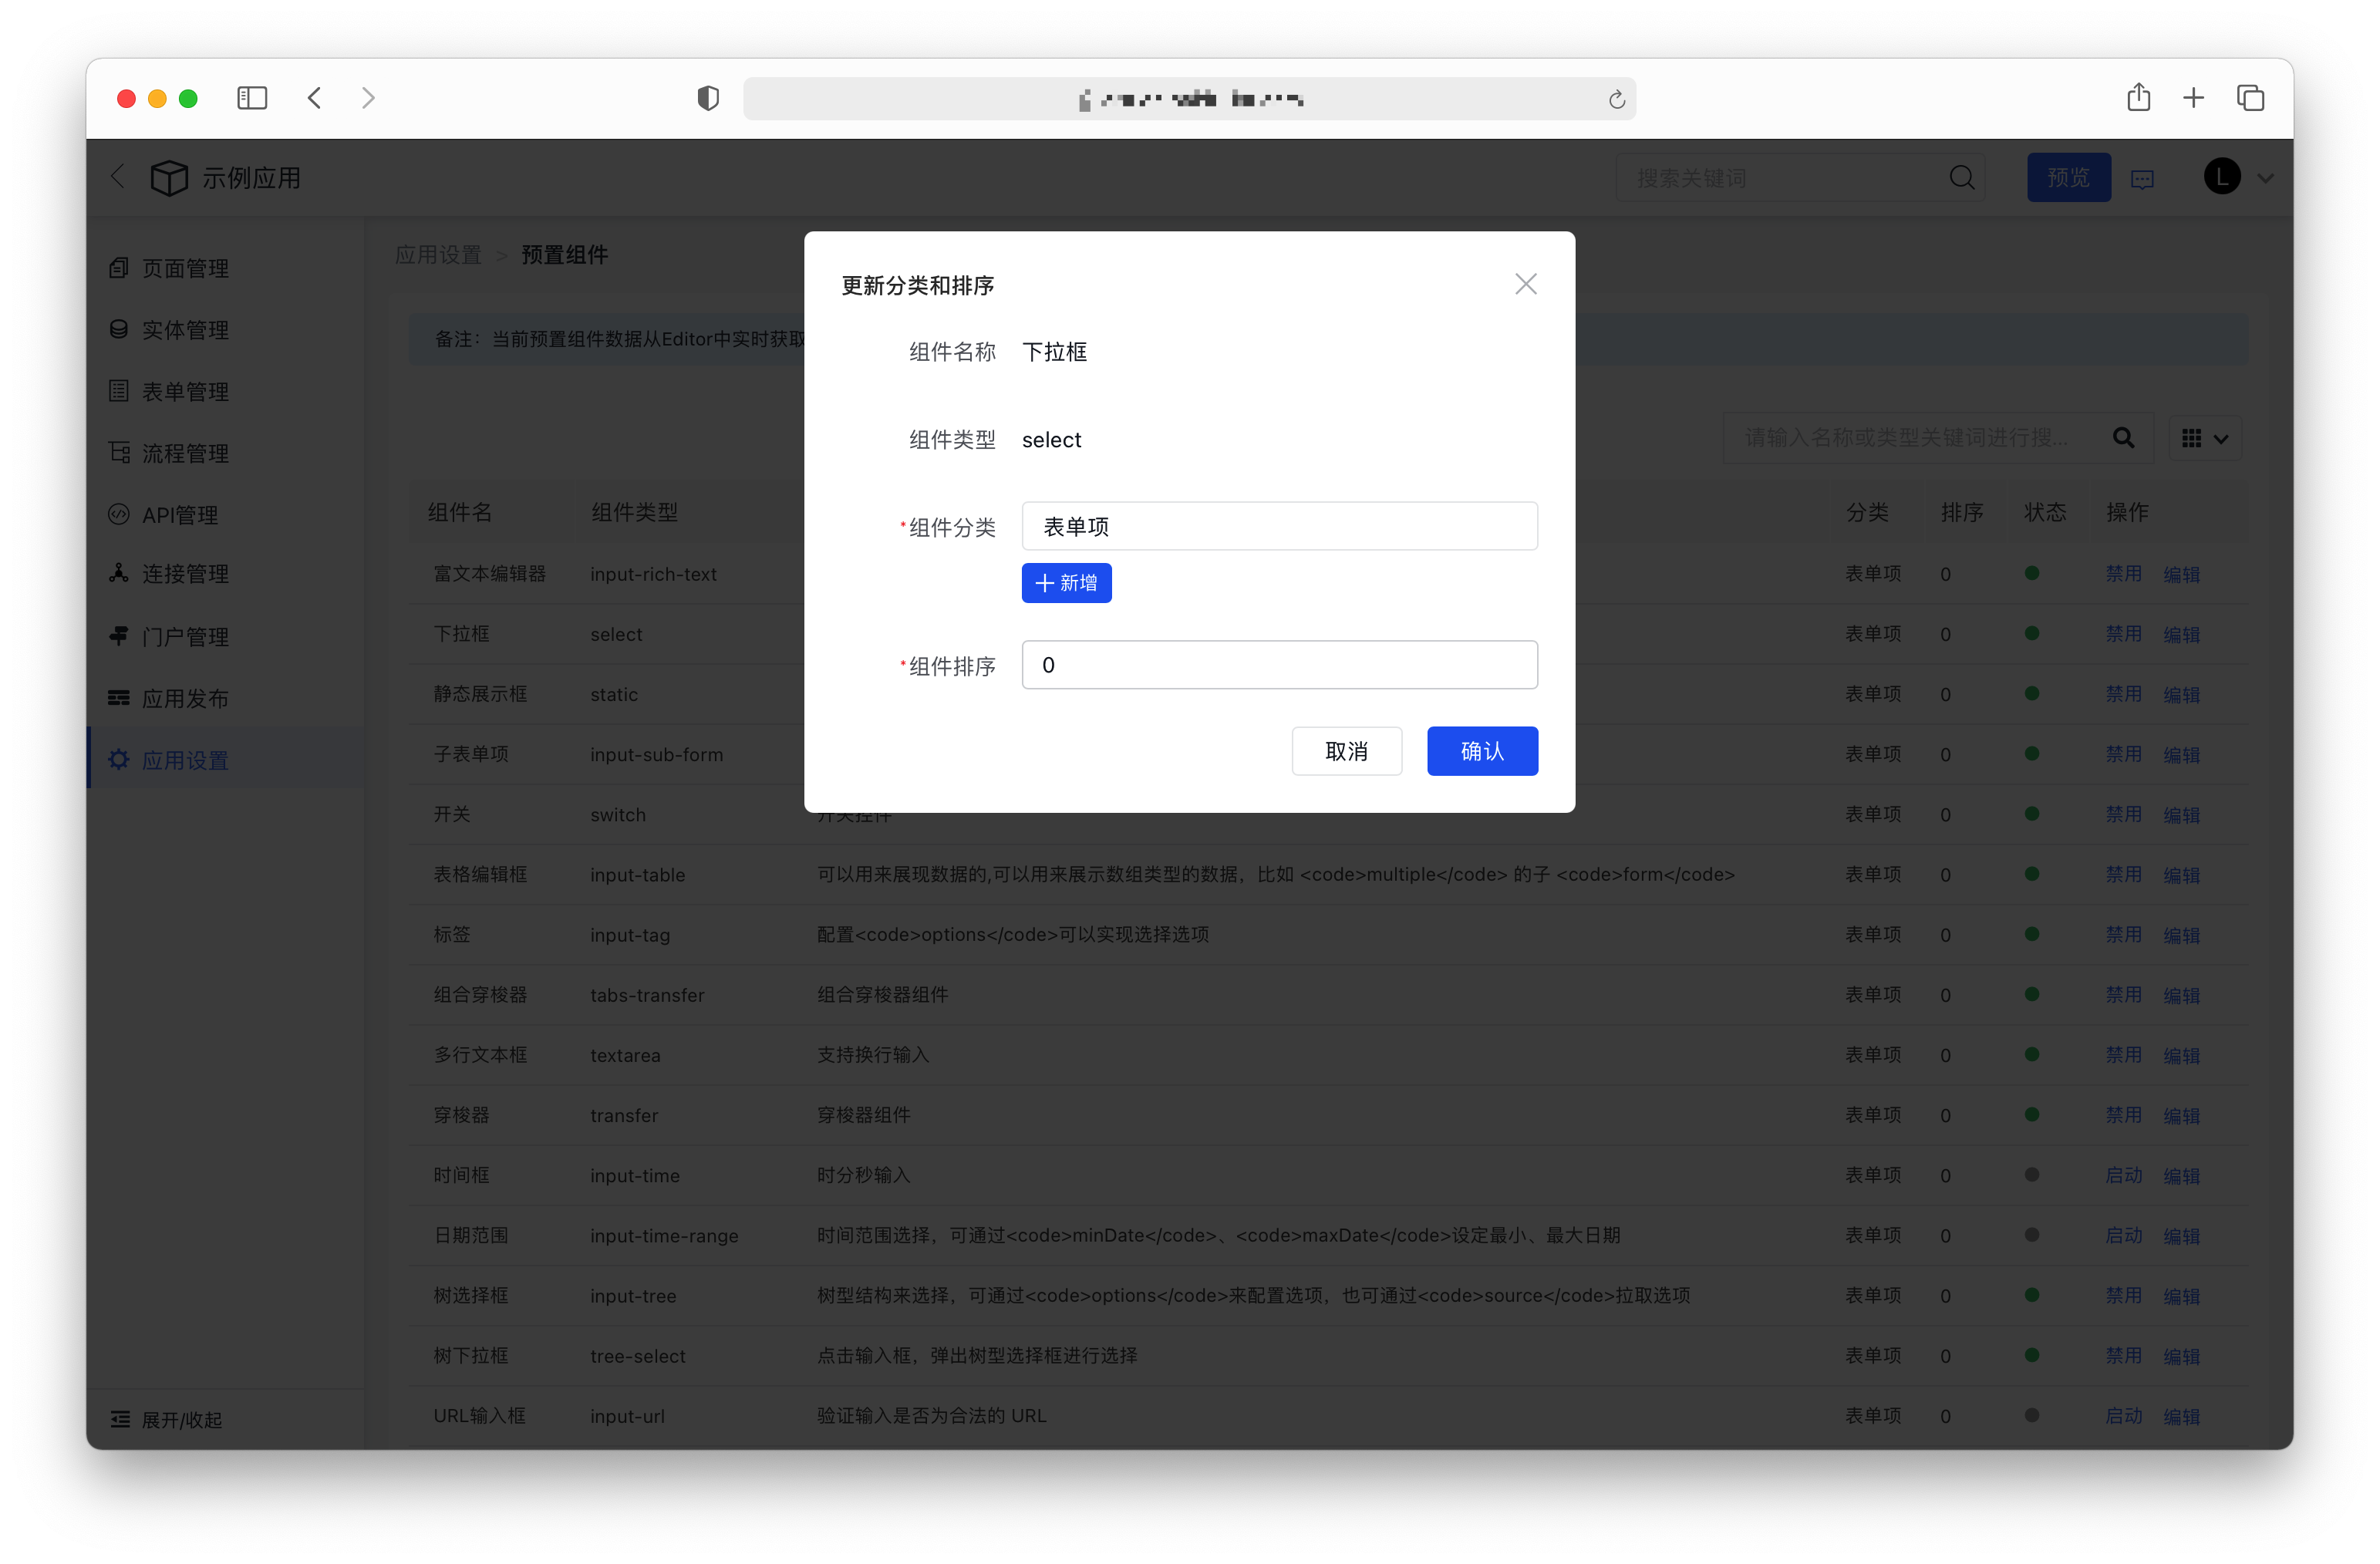 示例应用
搜索关键词
预览
L
页面管理
实体管理
表单管理
流程管理
API管理
连接管理
门户管理
应用发布
应用设置
展开/收起
应用设置 > 预置组件
备注：当前预置组件数据从Editor中实时获取
请输入名称或类型关键词进行搜...
组件名 组件类型 分类 排序 状态 操作
富文本编辑器 input-rich-text 表单项 0 禁用 编辑
下拉框 select 表单项 0 禁用 编辑
静态展示框 static 表单项 0 禁用 编辑
子表单项 input-sub-form 表单项 0 禁用 编辑
开关 switch 开关控件 表单项 0 禁用 编辑
表格编辑框 input-table 可以用来展现数据的,可以用来展示数组类型的数据，比如 <code>multiple</code> 的子 <code>form</code> 表单项 0 禁用 编辑
标签 input-tag 配置<code>options</code>可以实现选择选项 表单项 0 禁用 编辑
组合穿梭器 tabs-transfer 组合穿梭器组件 表单项 0 禁用 编辑
多行文本框 textarea 支持换行输入 表单项 0 禁用 编辑
穿梭器 transfer 穿梭器组件 表单项 0 禁用 编辑
时间框 input-time 时分秒输入 表单项 0 启动 编辑
日期范围 input-time-range 时间范围选择，可通过<code>minDate</code>、<code>maxDate</code>设定最小、最大日期 表单项 0 启动 编辑
树选择框 input-tree 树型结构来选择，可通过<code>options</code>来配置选项，也可通过<code>source</code>拉取选项 表单项 0 禁用 编辑
树下拉框 tree-select 点击输入框，弹出树型选择框进行选择 表单项 0 禁用 编辑
URL输入框 input-url 验证输入是否为合法的 URL 表单项 0 启动 编辑
更新分类和排序
组件名称 下拉框
组件类型 select
*组件分类 表单项
新增
*组件排序 0
取消 确认